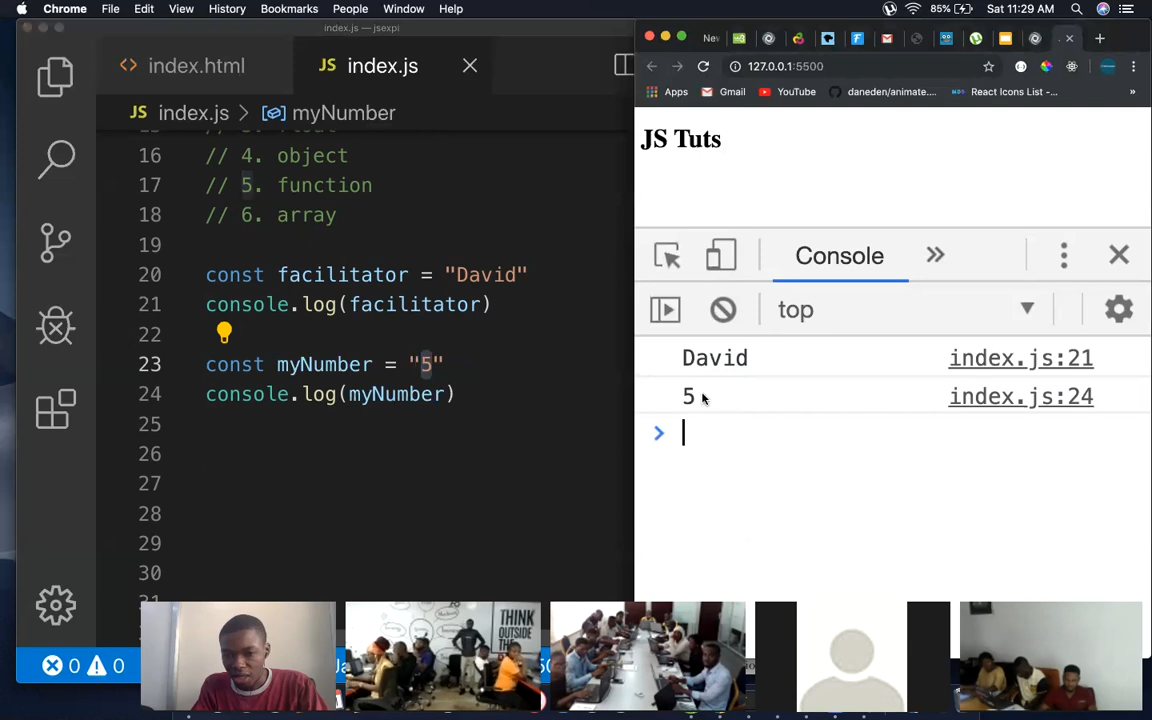 Chrome File Edit View History Bookmarks People Window Help 85% Sat 11:29 AM
index.js — jsexpi
<> index.html JS index.js
JS index.js > myNumber
16 // 4. object
17 // 5. function
18 // 6. array
19
20 const facilitator = "David"
21 console.log(facilitator)
22
23 const myNumber = "5"
24 console.log(myNumber)
25
26
27
28
29
30
0 0
127.0.0.1:5500
Apps Gmail YouTube daneden/animate.... React Icons List -... »
JS Tuts
Console »
top
David index.js:21
5 index.js:24
>
THINK
OUTSIDE
THE